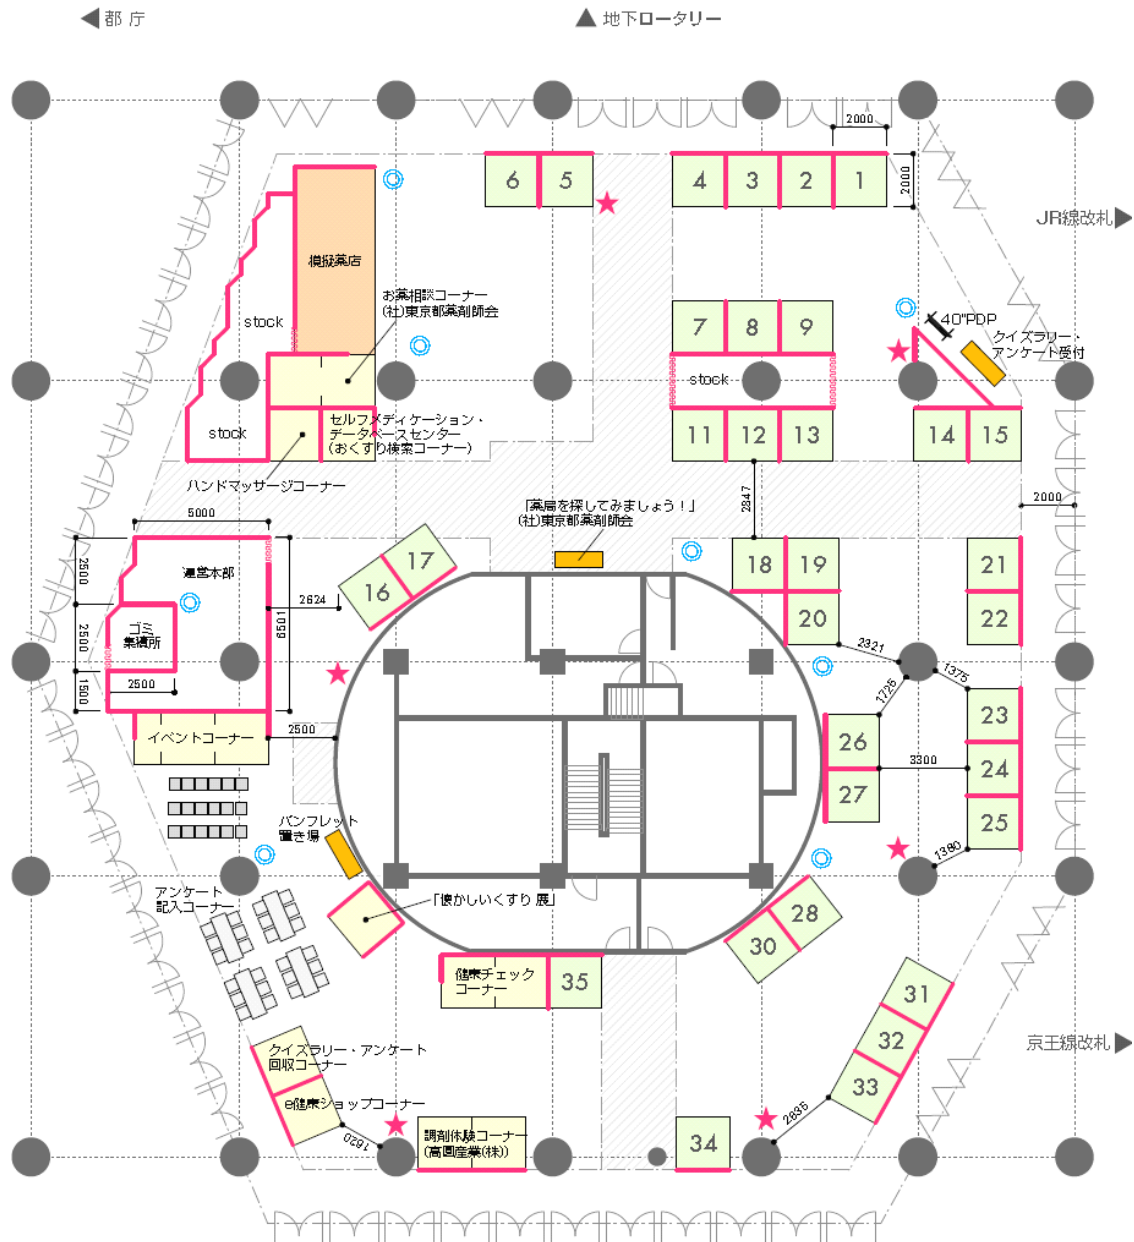 ◀都 庁
▲ 地下ロータリー
2000
6
5
4
3
2
1
2000
JR線改札▶
模擬薬店
お薬相談コーナー
(社)東京都薬剤師会
stock
7
8
9
40"PDP
クイズラリー・
アンケート受付
stock
stock
セルフメディケーション・
データベースセンター
(おくすり検索コーナー)
11
12
13
14
15
ハンドマッサージコーナー
5000
「薬局を探してみましょう！」
(社)東京都薬剤師会
2847
2000
2500
運営本部
16
17
18
19
21
2624
6501
20
22
2500
ゴミ
集積所
2321
1375
1500
2500
1725
23
イベントコーナー
2500
26
3300
24
27
25
パンフレット
置き場
1380
アンケート
記入コーナー
「懐かしいくすり 展」
28
30
健康チェック
コーナー
35
31
32
33
クイズラリー・アンケート
回収コーナー
京王線改札▶
e健康ショップコーナー
1620
調剤体験コーナー
(高園産業(株))
34
2635